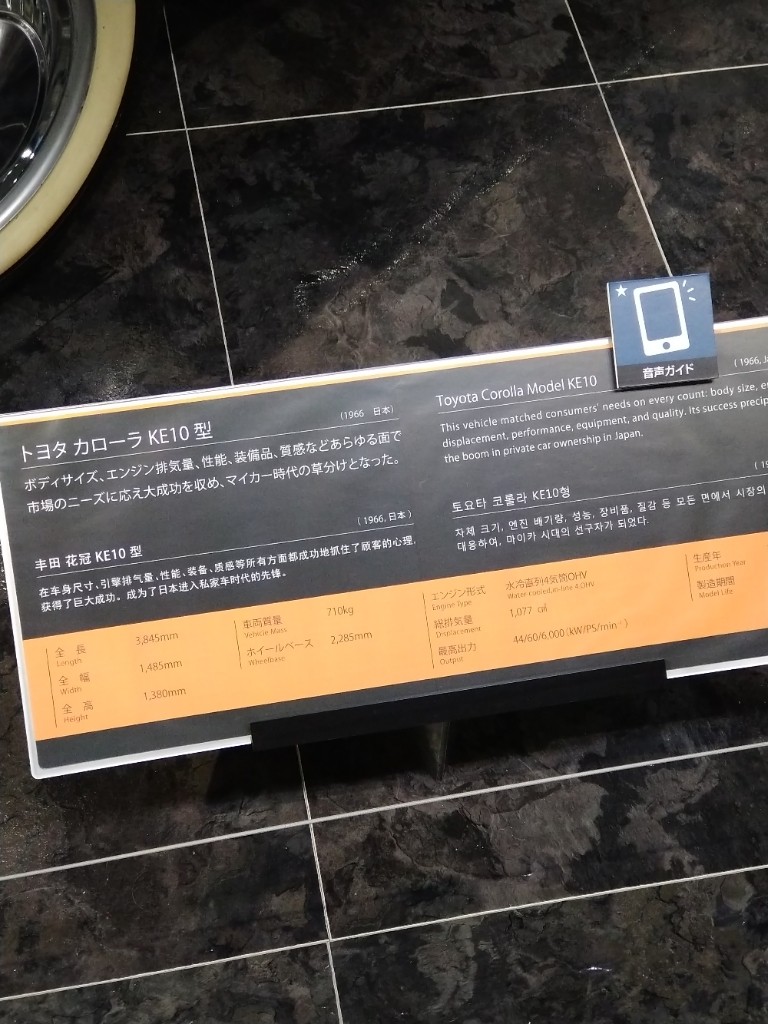 音声ガイド
トヨタ カローラ KE10 型
(1966 日本)
ボディサイズ、エンジン排気量、性能、装備品、質感などあらゆる面で
市場のニーズに応え大成功を収め、マイカー時代の草分けとなった。
Toyota Corolla Model KE10
(1966,
This vehicle matched consumers' needs on every count: body size,
displacement, performance, equipment, and quality. Its success
the boom in private car ownership in Japan.
丰田 花冠 KE10 型
(1966, 日本)
在车身尺寸、引擎排气量、性能、装备、质感等所有方面都成功地抓住了顾客的心理,
获得了巨大成功。成为了日本进入私家车时代的先锋。
토요타 코롤라 KE10형
자체 크기, 엔진 배기량, 성능, 장비품, 질감 등 모든 면에서 시장의
대응하여, 마이카 시대의 선구자가 되었다.
全 長 3,845mm
Length
全 幅 1,485mm
Width
全 高 1,380mm
Height
車両質量 710kg
Vehicle Mass
ホイールベース 2,285mm
Wheelbase
エンジン形式 水冷直列4気筒OHV
Engine Type Water cooled,in-line 4,OHV
総排気量 1,077 ㎤
Displacement
最高出力 44/60/6,000〔kW/PS/min⁻¹〕
Output
生産年
Production Year
製造期間
Model Life